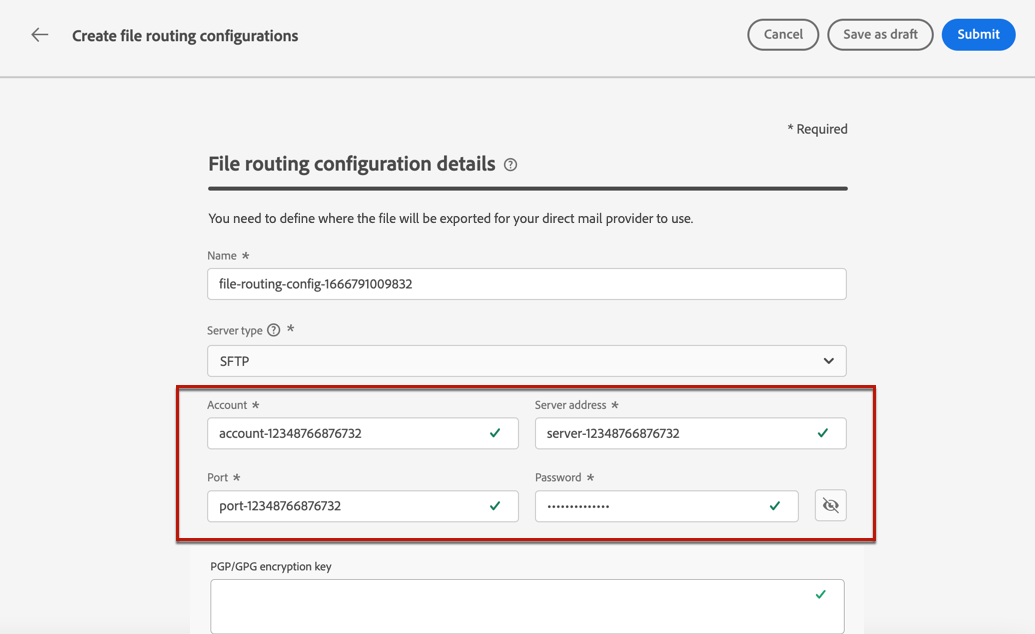 Create file routing configurations
Cancel
Save as draft
Submit
* Required
File routing configuration details
You need to define where the file will be exported for your direct mail provider to use.
Name *
file-routing-config-1666791009832
Server type *
SFTP
Account * Server address *
account-12348766876732 server-12348766876732
Port * Password *
port-12348766876732 ••••••••••••••
PGP/GPG encryption key